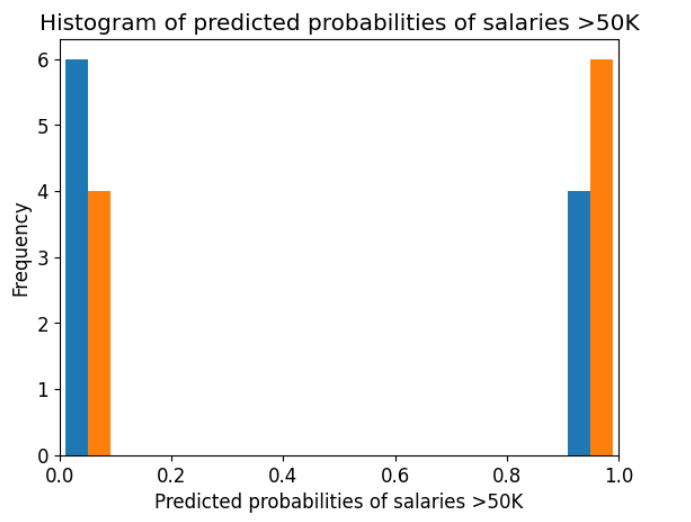 Histogram of predicted probabilities of salaries >50K
Frequency
6
5
4
3
2
1
0
0.0 0.2 0.4 0.6 0.8 1.0
Predicted probabilities of salaries >50K